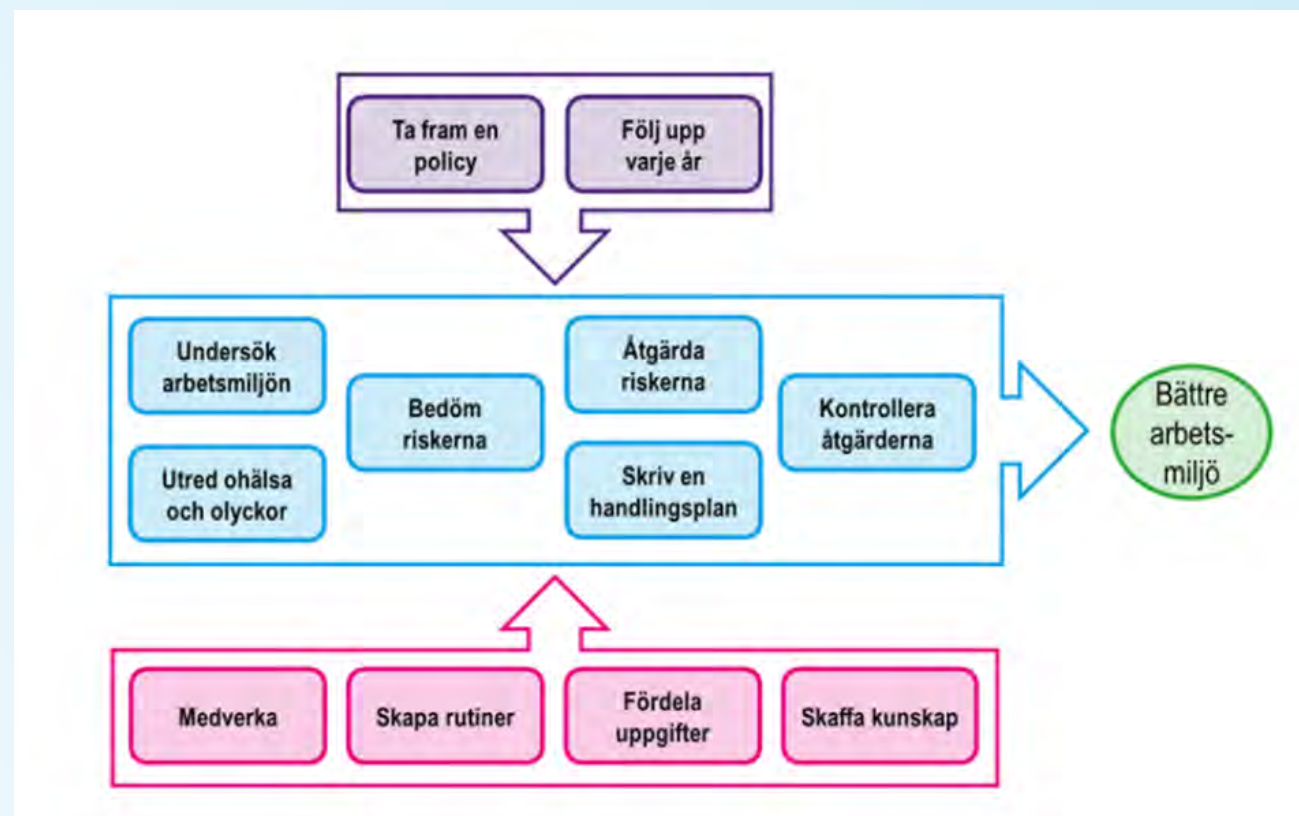 Ta fram en
policy
Följ upp
varje år
Undersök
arbetsmiljön
Utred ohälsa
och olyckor
Bedöm
riskerna
Åtgärda
riskerna
Skriv en
handlingsplan
Kontrollera
åtgärderna
Bättre
arbets-
miljö
Medverka
Skapa rutiner
Fördela
uppgifter
Skaffa kunskap